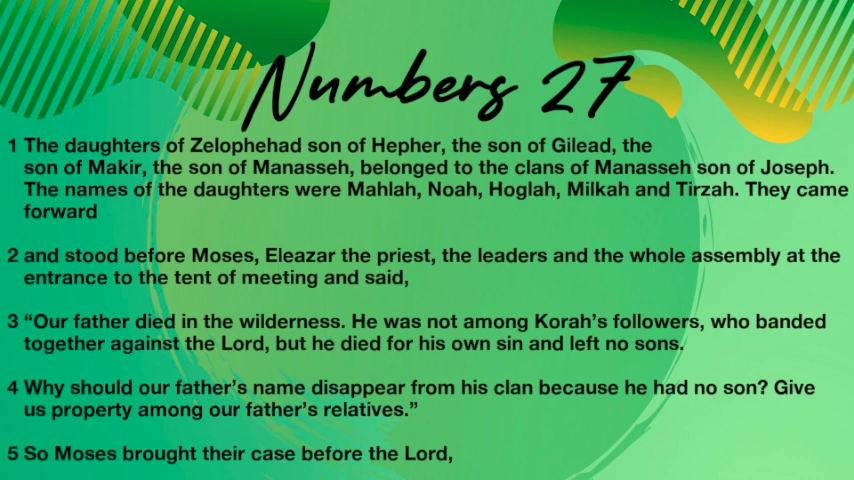 Numbers 27
1 The daughters of Zelophehad son of Hepher, the son of Gilead, the
son of Makir, the son of Manasseh, belonged to the clans of Manasseh son of Joseph.
The names of the daughters were Mahlah, Noah, Hoglah, Milkah and Tirzah. They came
forward
2 and stood before Moses, Eleazar the priest, the leaders and the whole assembly at the
entrance to the tent of meeting and said,
3 “Our father died in the wilderness. He was not among Korah’s followers, who banded
together against the Lord, but he died for his own sin and left no sons.
4 Why should our father’s name disappear from his clan because he had no son? Give
us property among our father’s relatives.”
5 So Moses brought their case before the Lord,